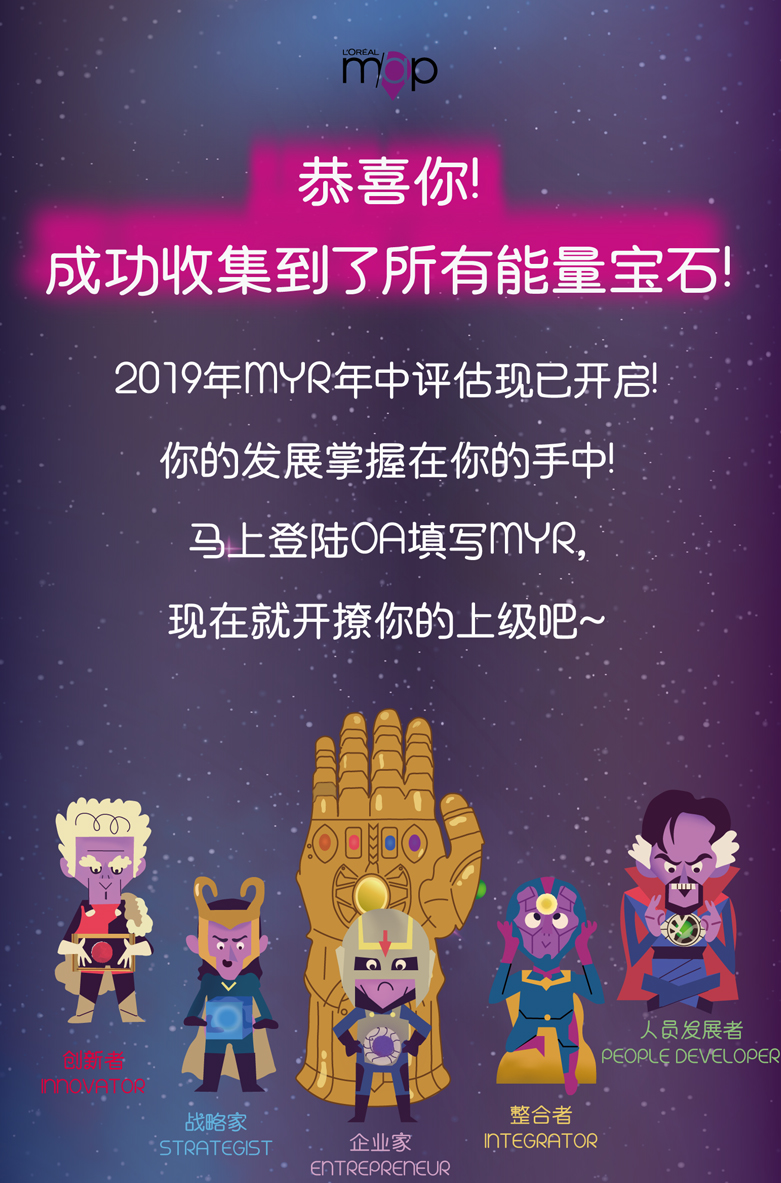 L'ORÉAL
map
恭喜你!
成功收集到了所有能量宝石!
2019年MYR年中评估现已开启!
你的发展掌握在你的手中!
马上登陆OA填写MYR,
现在就开撩你的上级吧~
人员发展者
PEOPLE DEVELOPER
创新者
INNOVATOR
战略家
STRATEGIST
整合者
INTEGRATOR
企业家
ENTREPRENEUR